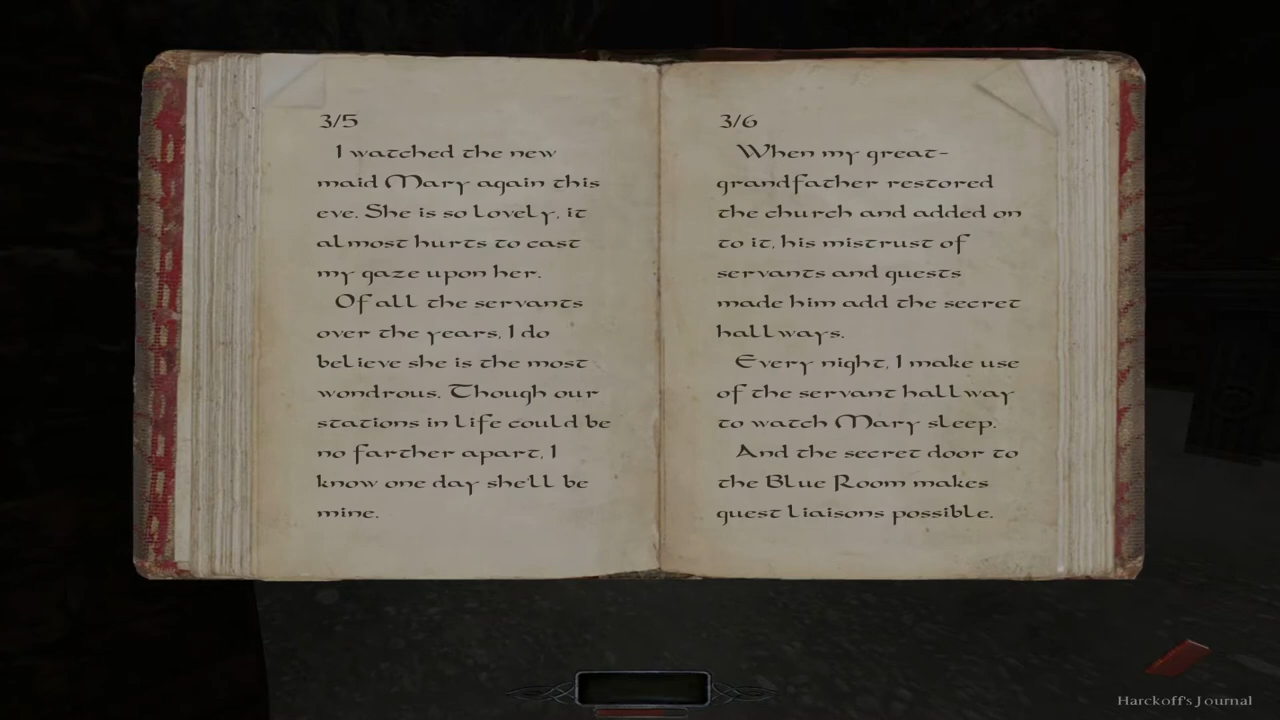 3/5
I watched the new
maid Mary again this
eve. She is so lovely, it
almost hurts to cast
my gaze upon her.
Of all the servants
over the years, I do
believe she is the most
wondrous. Though our
stations in life could be
no farther apart, I
know one day she'll be
mine.
3/6
When my great-
grandfather restored
the church and added on
to it, his mistrust of
servants and guests
made him add the secret
hallways.
Every night, I make use
of the servant hallway
to watch Mary sleep.
And the secret door to
the Blue Room makes
guest liaisons possible.
Harckoff's Journal